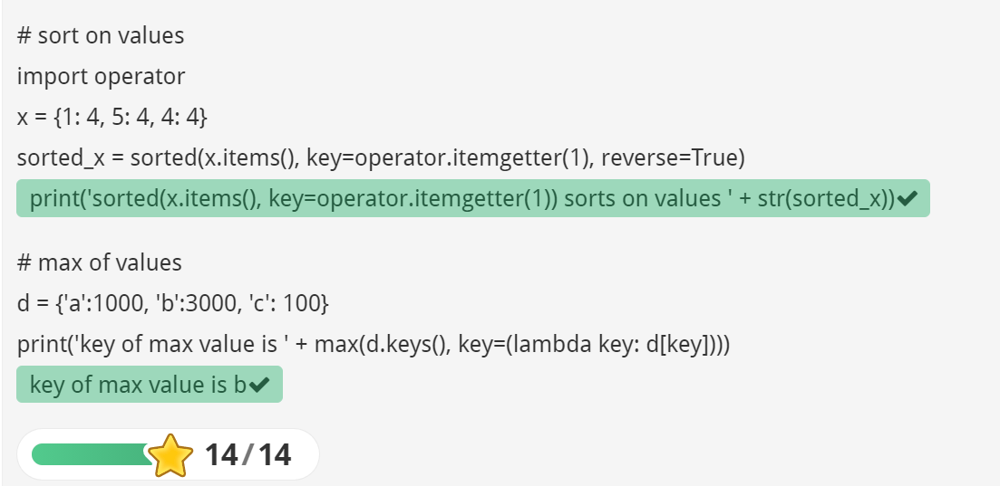 # sort on values
import operator
x = {1: 4, 5: 4, 4: 4}
sorted_x = sorted(x.items(), key=operator.itemgetter(1), reverse=True)
print('sorted(x.items(), key=operator.itemgetter(1)) sorts on values ' + str(sorted_x))✔
# max of values
d = {'a':1000, 'b':3000, 'c': 100}
print('key of max value is ' + max(d.keys(), key=(lambda key: d[key])))
key of max value is b✔
14/14